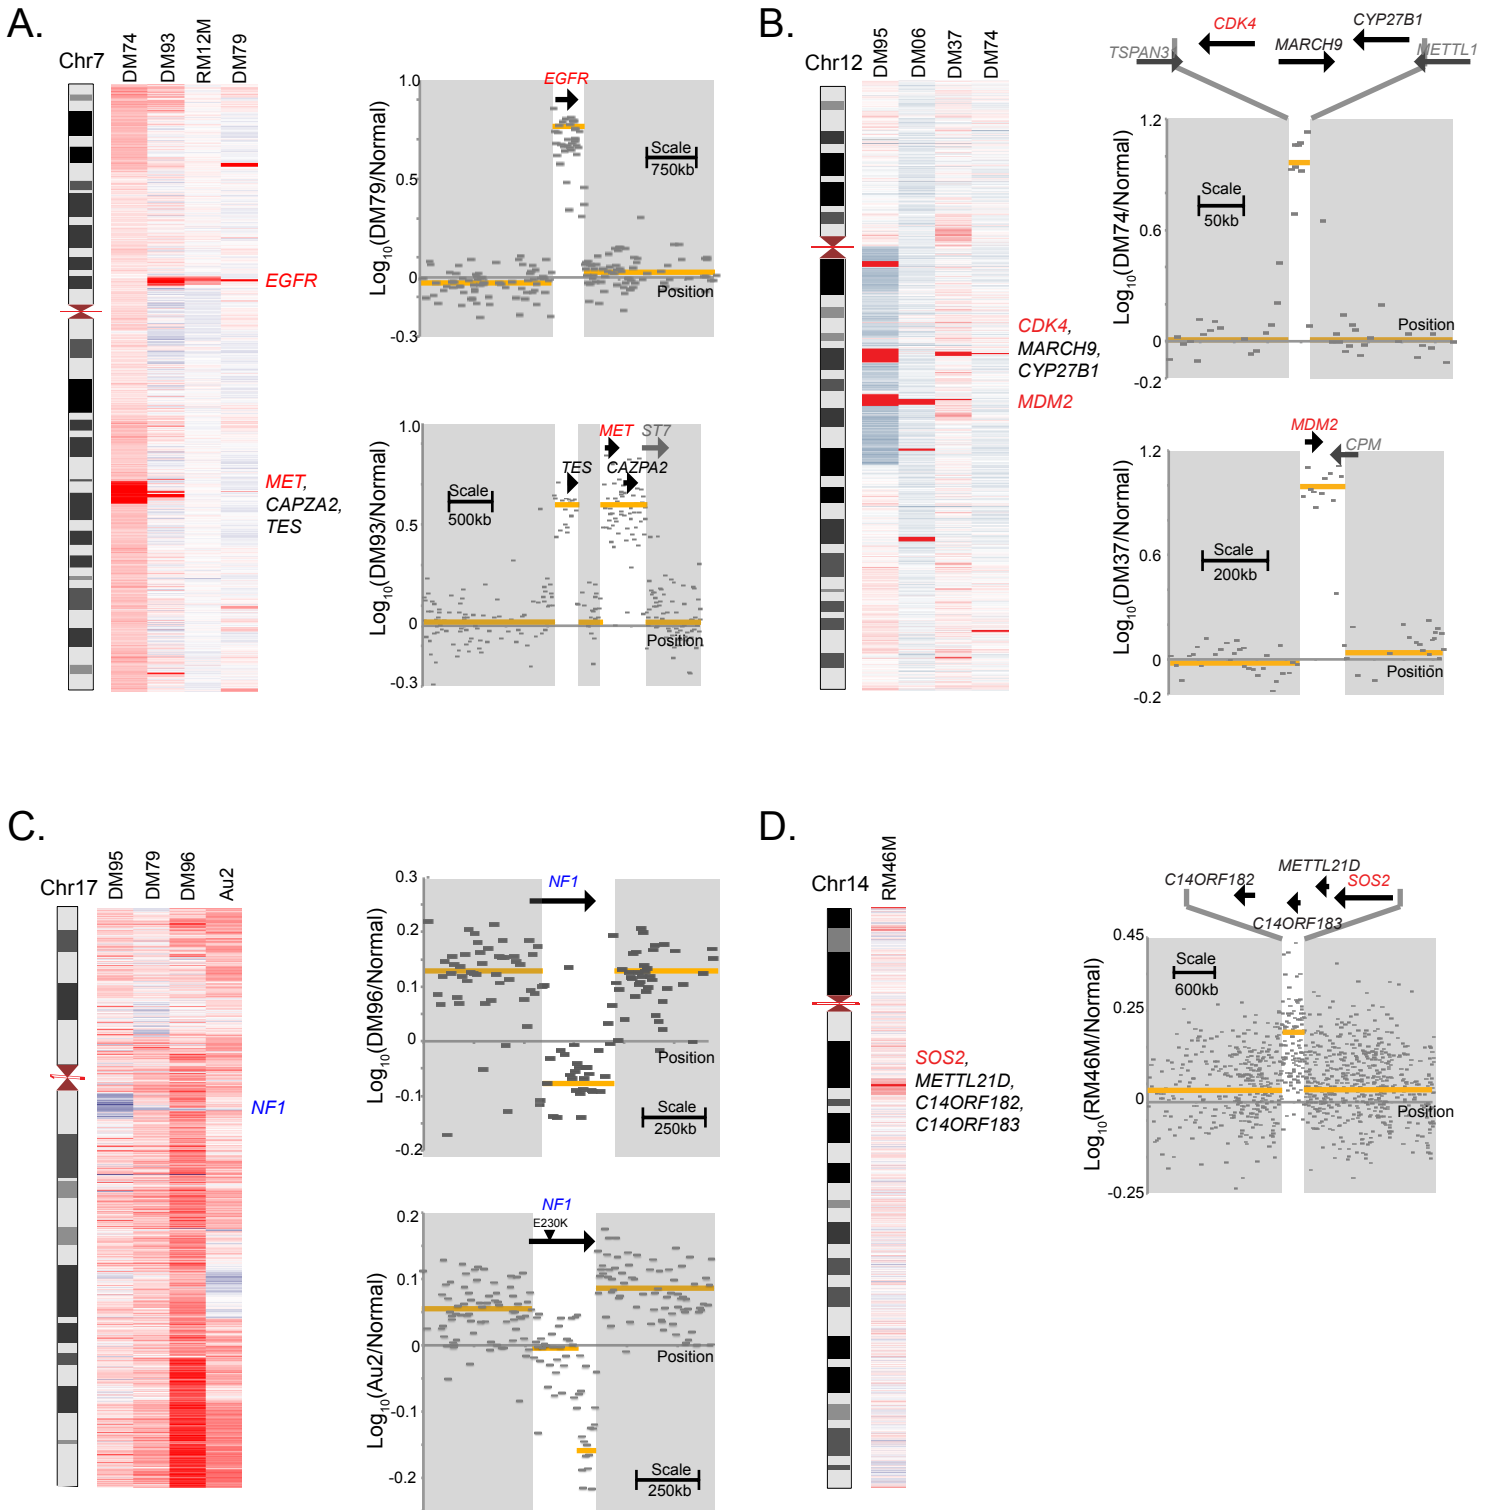 A.
Chr7
DM74
DM93
RM12M
DM79
EGFR
MET,
CAPZA2,
TES
1.0
0.5
0
-0.3
Log10(DM79/Normal)
EGFR
Scale
750kb
Position
1.0
0.5
0
-0.3
Log10(DM93/Normal)
MET ST7
TES CAZPA2
Scale
500kb
Position
B.
Chr12
DM95
DM06
DM37
DM74
CDK4,
MARCH9,
CYP27B1
MDM2
CDK4
CYP27B1
TSPAN3
MARCH9
METTL1
1.2
0.6
0
-0.2
Log10(DM74/Normal)
Scale
50kb
Position
1.2
0.6
0
-0.2
Log10(DM37/Normal)
MDM2
CPM
Scale
200kb
Position
C.
Chr17
DM95
DM79
DM96
Au2
NF1
0.3
0.2
0.1
0
-0.1
-0.2
Log10(DM96/Normal)
NF1
Position
Scale
250kb
0.2
0.1
0
-0.1
-0.2
Log10(Au2/Normal)
NF1
E230K
Position
Scale
250kb
D.
Chr14
RM46M
SOS2,
METTL21D,
C14ORF182,
C14ORF183
METTL21D
C14ORF182
SOS2
C14ORF183
0.45
0.25
0
-0.25
Log10(RM46M/Normal)
Scale
600kb
Position